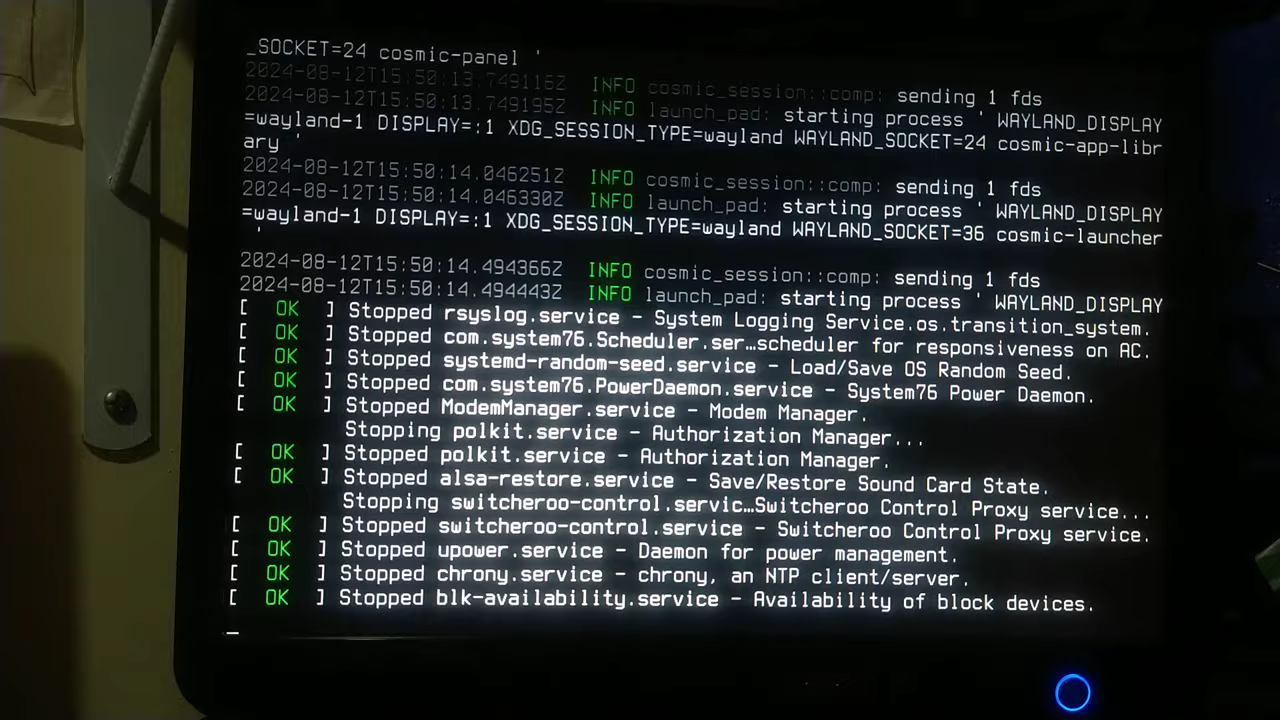 _SOCKET=24 cosmic-panel '
2024-08-12T15:50:13.749116Z  INFO cosmic_session::comp: sending 1 fds
2024-08-12T15:50:13.749195Z  INFO launch_pad: starting process ' WAYLAND_DISPLAY
=wayland-1 DISPLAY=:1 XDG_SESSION_TYPE=wayland WAYLAND_SOCKET=24 cosmic-app-libr
ary '
2024-08-12T15:50:14.046251Z  INFO cosmic_session::comp: sending 1 fds
2024-08-12T15:50:14.046330Z  INFO launch_pad: starting process ' WAYLAND_DISPLAY
=wayland-1 DISPLAY=:1 XDG_SESSION_TYPE=wayland WAYLAND_SOCKET=36 cosmic-launcher
'
2024-08-12T15:50:14.494366Z  INFO cosmic_session::comp: sending 1 fds
2024-08-12T15:50:14.494443Z  INFO launch_pad: starting process ' WAYLAND_DISPLAY
[  OK  ] Stopped rsyslog.service - System Logging Service.os.transition_system.
[  OK  ] Stopped com.system76.Scheduler.ser…scheduler for responsiveness on AC.
[  OK  ] Stopped systemd-random-seed.service - Load/Save OS Random Seed.
[  OK  ] Stopped com.system76.PowerDaemon.service - System76 Power Daemon.
[  OK  ] Stopped ModemManager.service - Modem Manager.
Stopping polkit.service - Authorization Manager...
[  OK  ] Stopped polkit.service - Authorization Manager.
[  OK  ] Stopped alsa-restore.service - Save/Restore Sound Card State.
Stopping switcheroo-control.servic…Switcheroo Control Proxy service...
[  OK  ] Stopped switcheroo-control.service - Switcheroo Control Proxy service.
[  OK  ] Stopped upower.service - Daemon for power management.
[  OK  ] Stopped chrony.service - chrony, an NTP client/server.
[  OK  ] Stopped blk-availability.service - Availability of block devices.
_